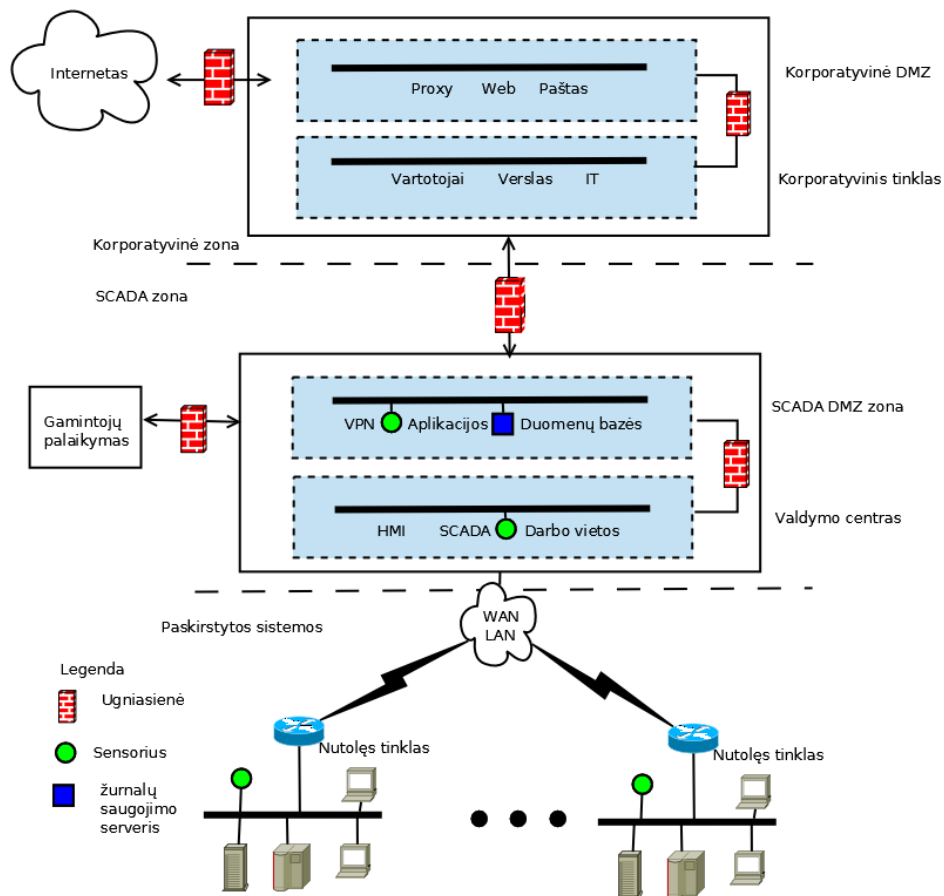 Internetas
Proxy Web Paštas
Korporatyvinė DMZ
Vartotojai Verslas IT
Korporatyvinis tinklas
Korporatyvinė zona
SCADA zona
Gamintojų
palaikymas
VPN Aplikacijos Duomenų bazės
SCADA DMZ zona
HMI SCADA Darbo vietos
Valdymo centras
WAN
LAN
Paskirstytos sistemos
Legenda
Ugniasienė
Sensorius
žurnalų
saugojimo
serveris
Nutolęs tinklas
Nutolęs tinklas